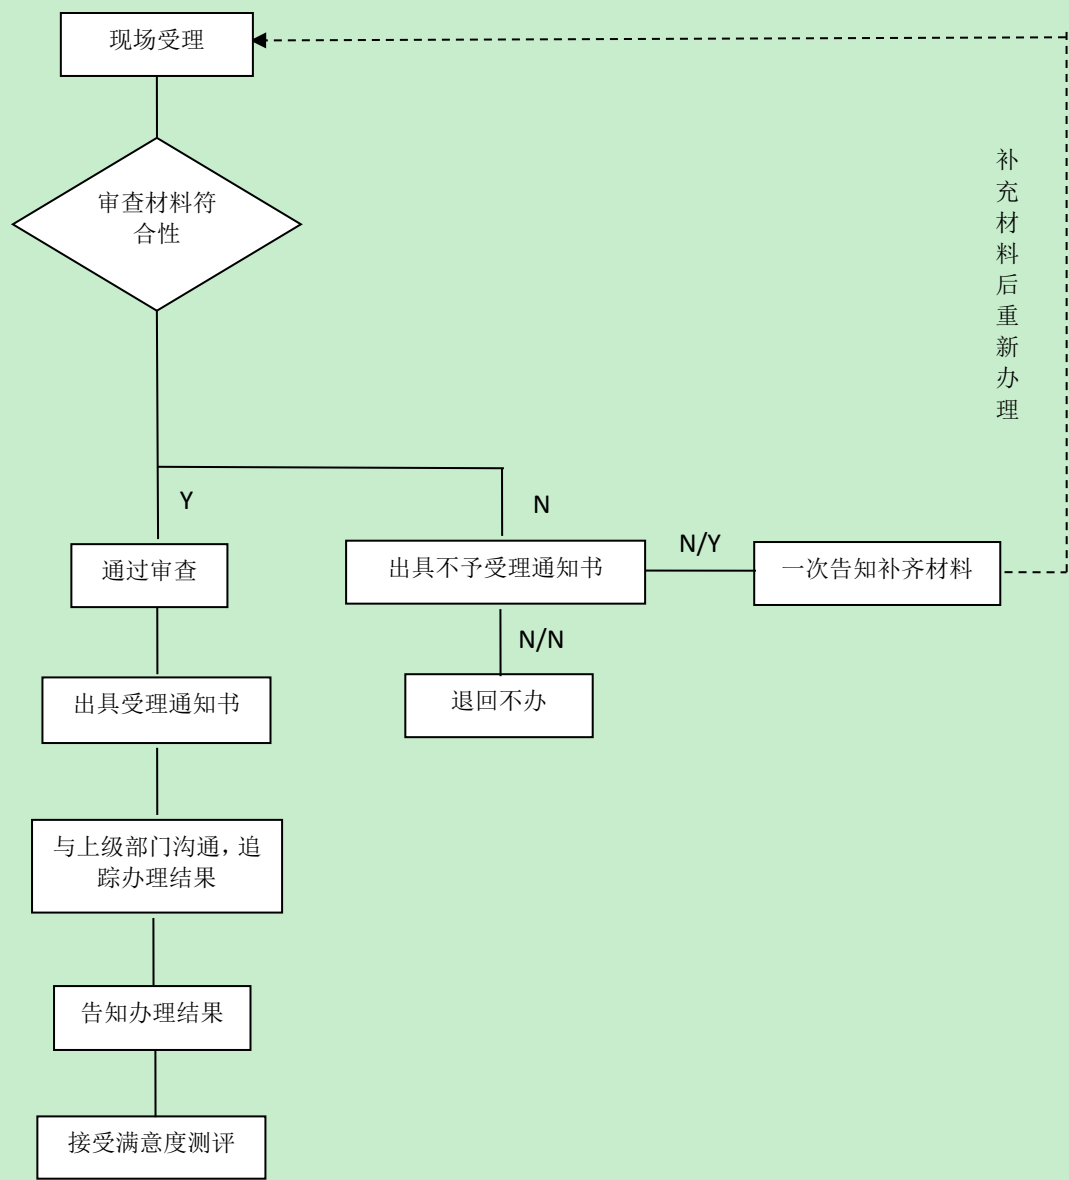 现场受理
审查材料符
合性
补充材料后重新办理
Y
N
通过审查
出具不予受理通知书
N/Y
一次告知补齐材料
N/N
出具受理通知书
退回不办
与上级部门沟通，追
踪办理结果
告知办理结果
接受满意度测评